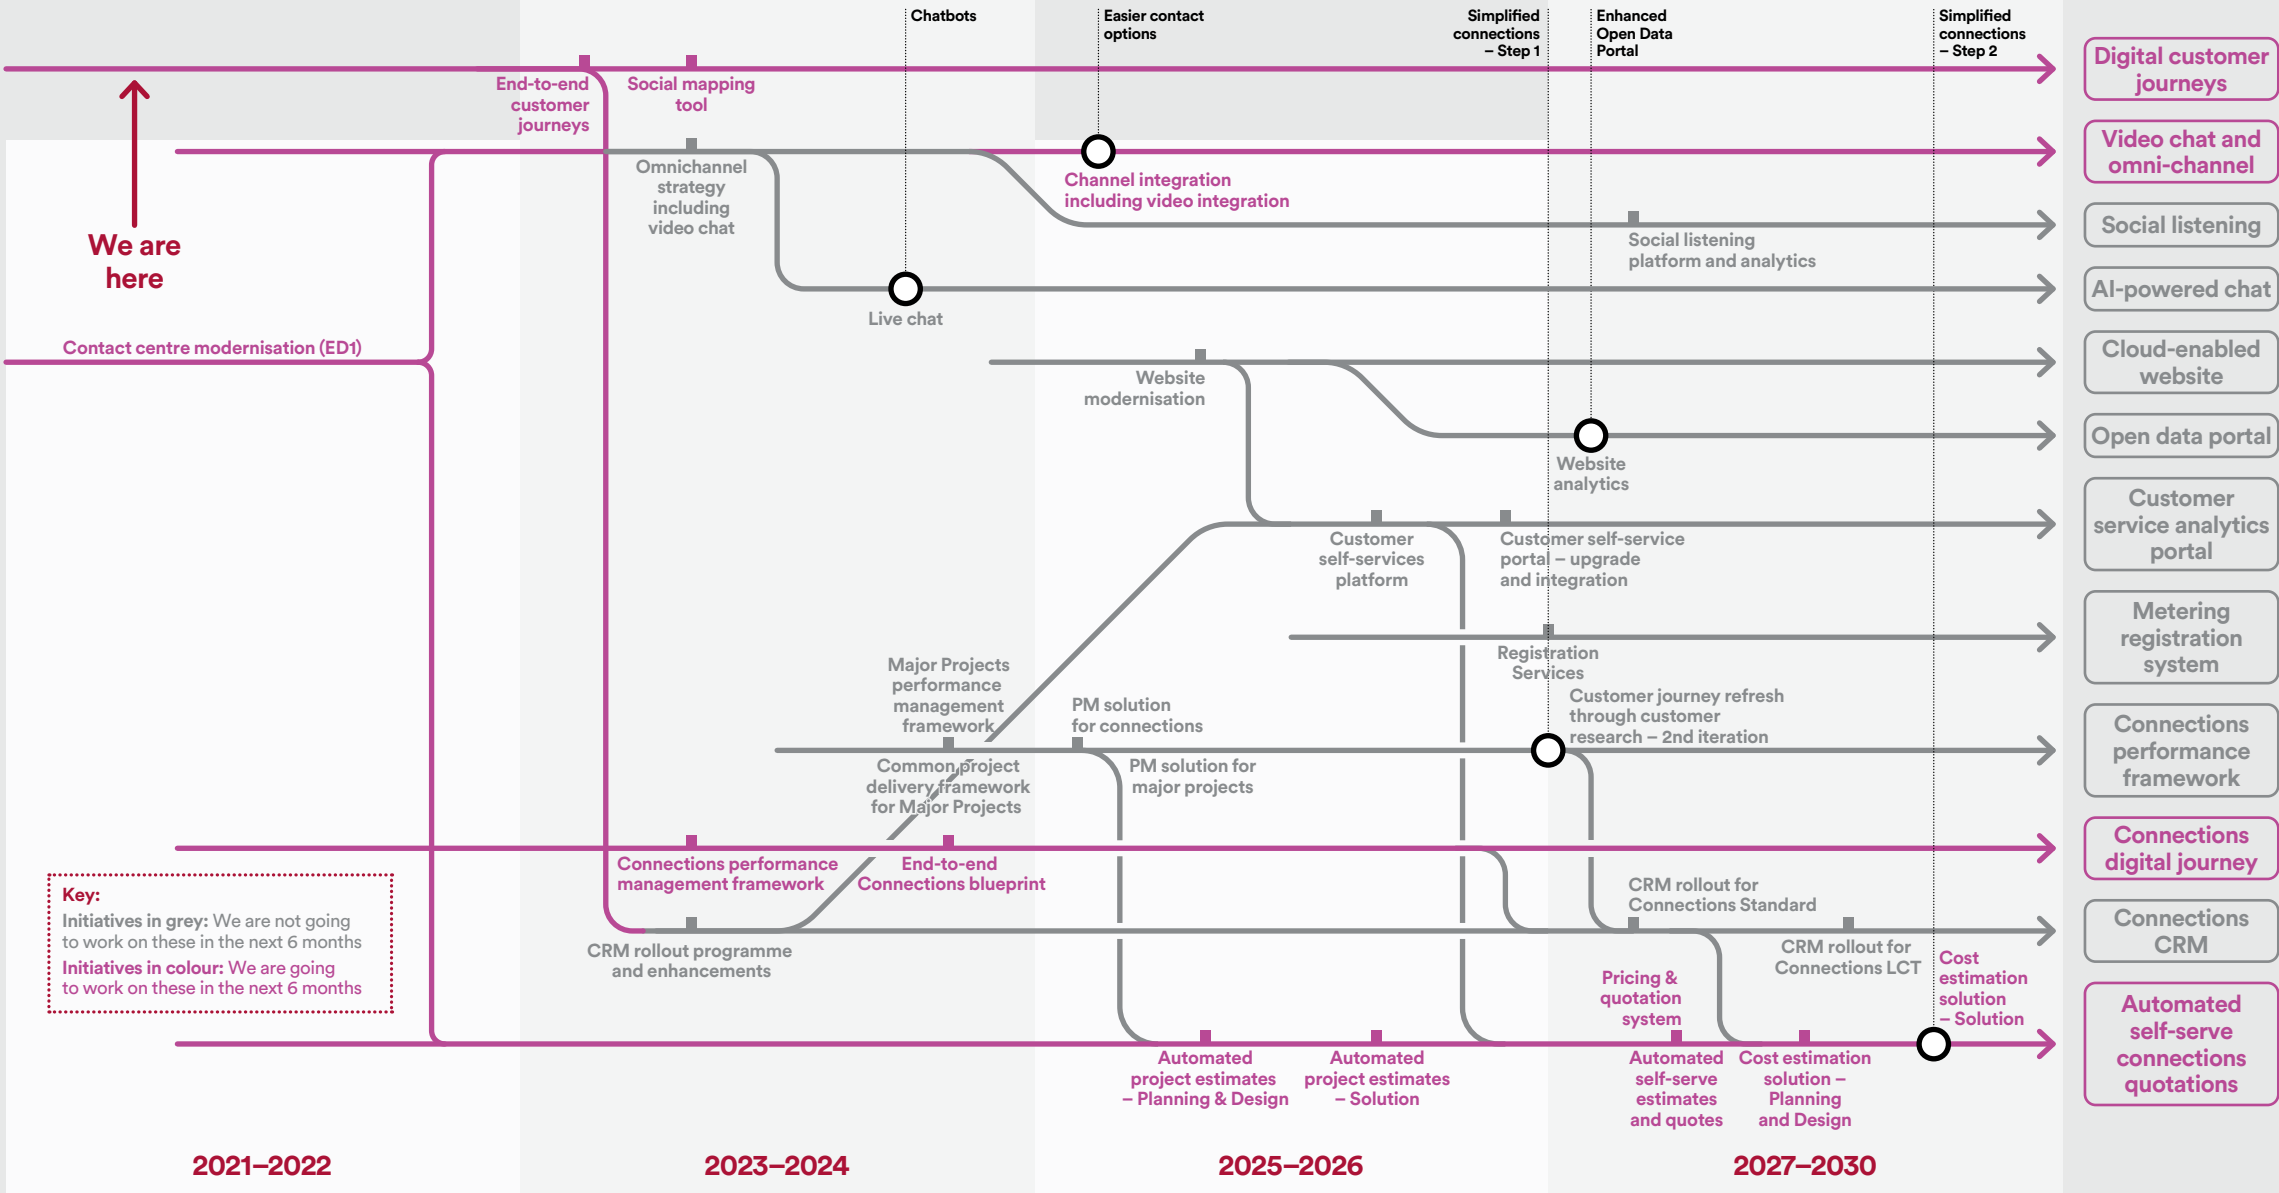 Chatbots
Easier contact
options
Simplified
connections
– Step 1
Enhanced
Open Data
Portal
Simplified
connections
– Step 2
Digital customer
journeys
End-to-end
customer
journeys
Social mapping
tool
Video chat and
omni-channel
Omnichannel
strategy
including
video chat
Channel integration
including video integration
Social listening
Social listening
platform and analytics
We are
here
AI-powered chat
Live chat
Contact centre modernisation (ED1)
Cloud-enabled
website
Website
modernisation
Open data portal
Website
analytics
Customer
service analytics
portal
Customer
self-services
platform
Customer self-service
portal – upgrade
and integration
Metering
registration
system
Registration
Services
Major Projects
performance
management
framework
PM solution
for connections
Customer journey refresh
through customer
research – 2nd iteration
Connections
performance
framework
Common project
delivery framework
for Major Projects
PM solution for
major projects
Connections
digital journey
Connections performance
management framework
End-to-end
Connections blueprint
Key:
Initiatives in grey: We are not going
to work on these in the next 6 months
Initiatives in colour: We are going
to work on these in the next 6 months
CRM rollout for
Connections Standard
Connections
CRM
CRM rollout programme
and enhancements
CRM rollout for
Connections LCT
Cost
estimation
solution
– Solution
Pricing &
quotation
system
Automated
self-serve
connections
quotations
Automated
project estimates
– Planning & Design
Automated
project estimates
– Solution
Automated
self-serve
estimates
and quotes
Cost estimation
solution –
Planning
and Design
2021–2022
2023–2024
2025–2026
2027–2030